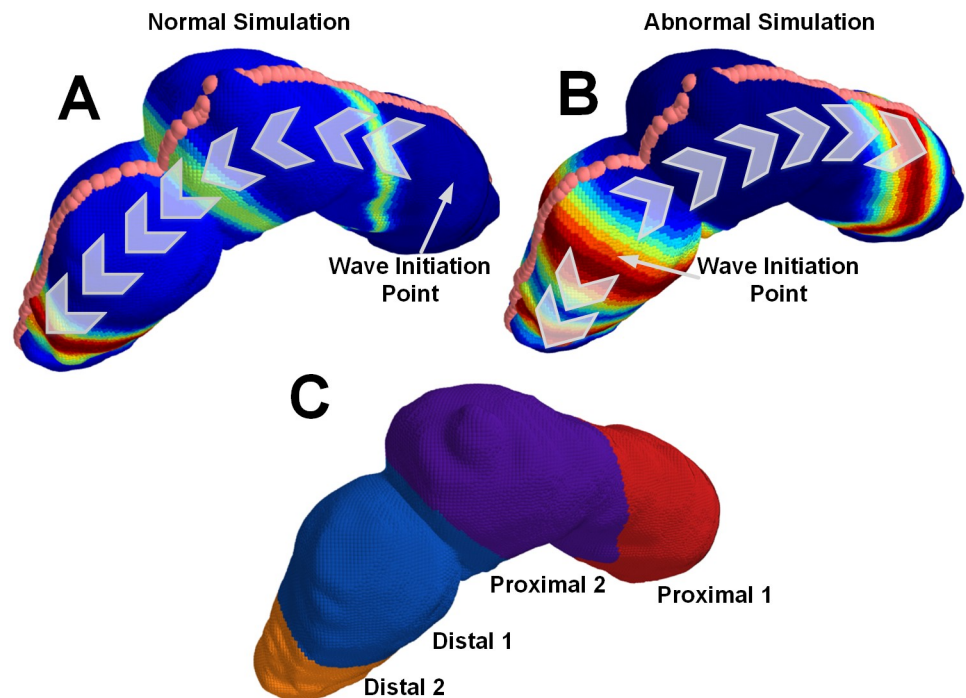 Normal Simulation
Abnormal Simulation
A
B
Wave Initiation
Point
Wave Initiation
Point
C
Proximal 2
Proximal 1
Distal 1
Distal 2